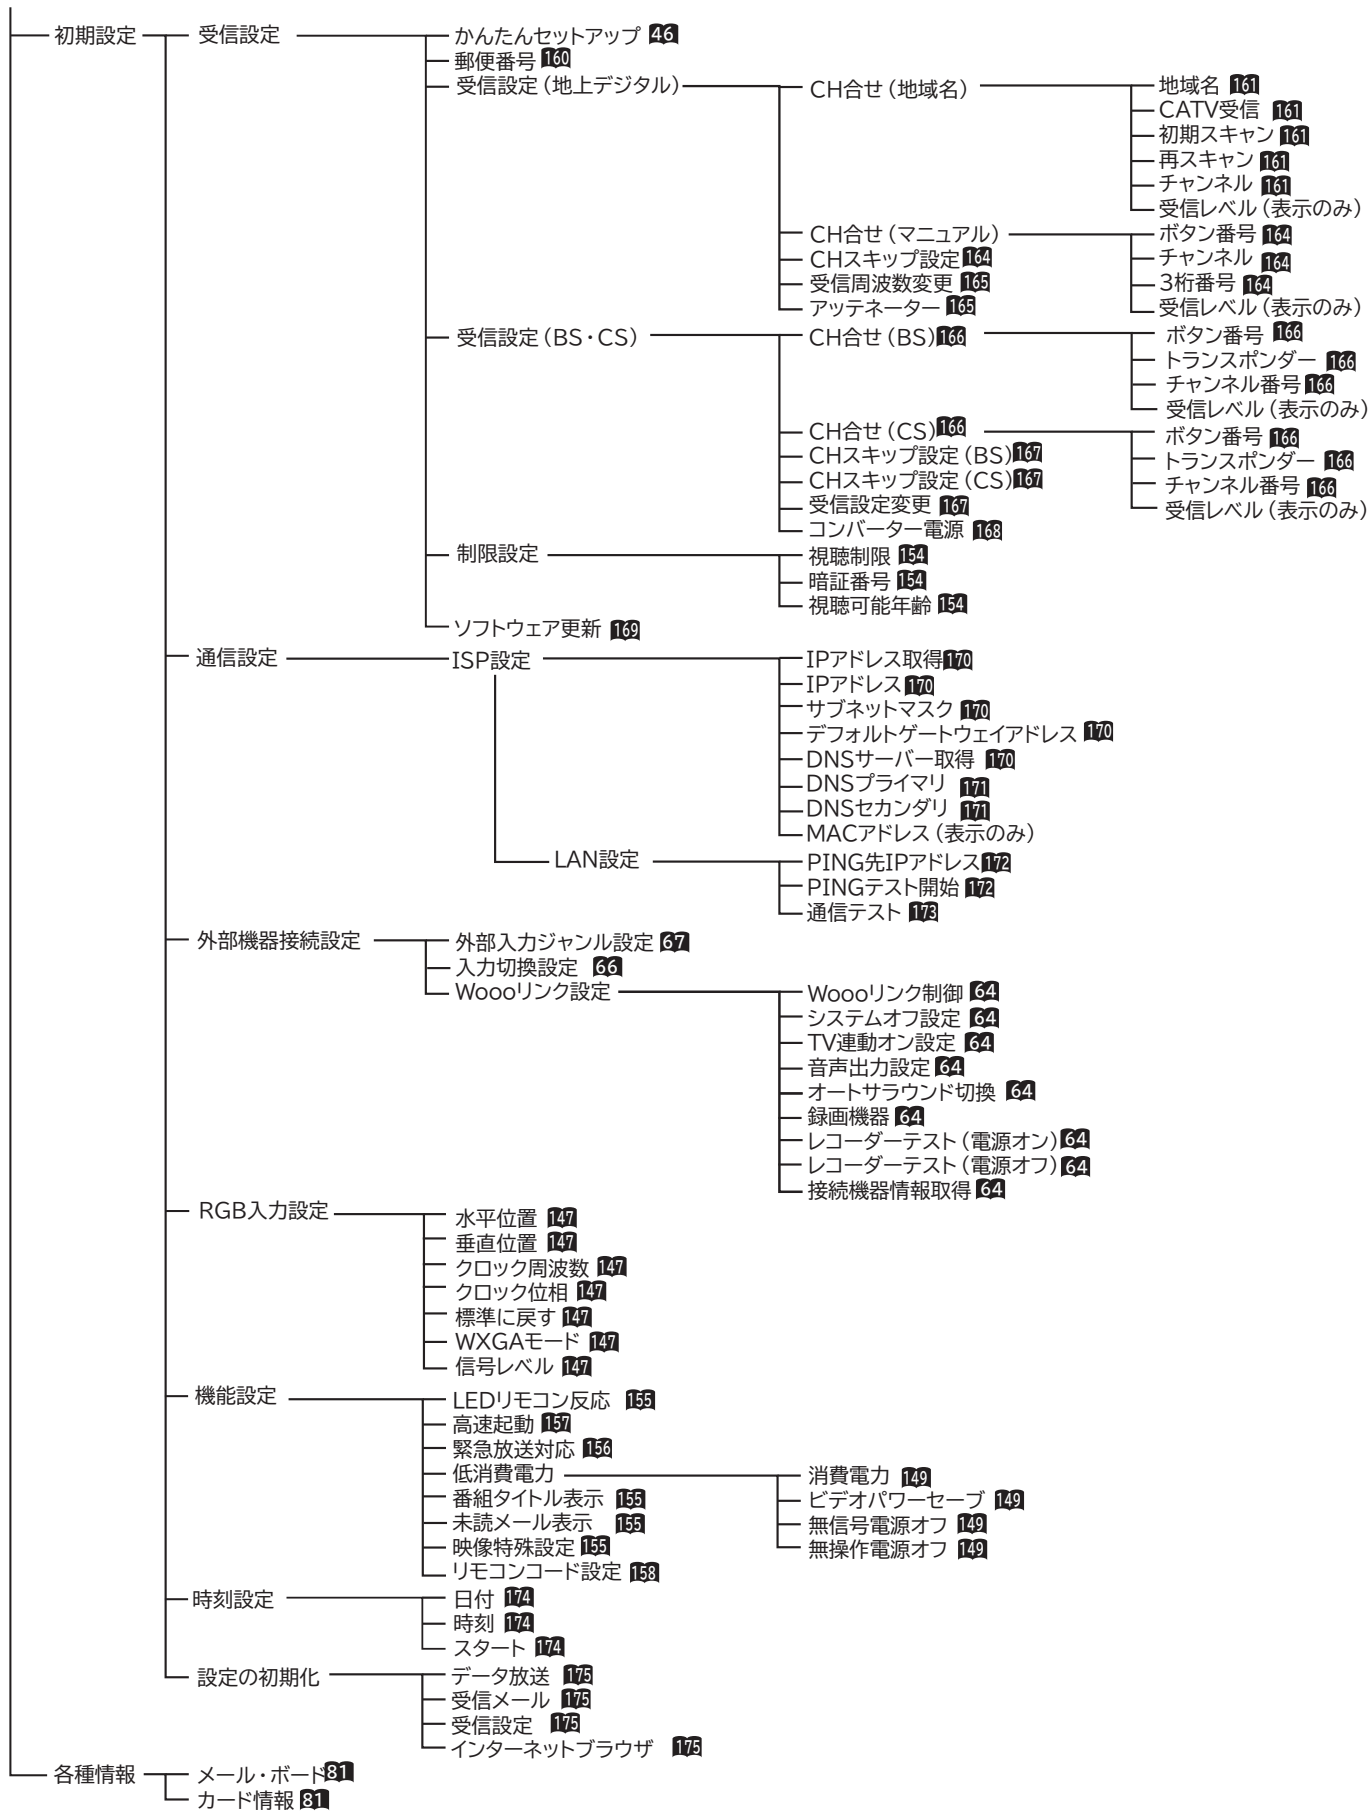 初期設定
受信設定
かんたんセットアップ 46
郵便番号 160
受信設定（地上デジタル）
CH合せ（地域名）
地域名 161
CATV受信 161
初期スキャン 161
再スキャン 161
チャンネル 161
受信レベル（表示のみ）
CH合せ（マニュアル）
ボタン番号 164
チャンネル 164
3桁番号 164
受信レベル（表示のみ）
CHスキップ設定 164
受信周波数変更 165
アッテネーター 165
受信設定（BS・CS）
CH合せ（BS） 166
ボタン番号 166
トランスポンダー 166
チャンネル番号 166
受信レベル（表示のみ）
CH合せ（CS） 166
ボタン番号 166
トランスポンダー 166
チャンネル番号 166
受信レベル（表示のみ）
CHスキップ設定（BS） 167
CHスキップ設定（CS） 167
受信設定変更 167
コンバーター電源 168
制限設定
視聴制限 154
暗証番号 154
視聴可能年齢 154
ソフトウェア更新 169
通信設定
ISP設定
IPアドレス取得 170
IPアドレス 170
サブネットマスク 170
デフォルトゲートウェイアドレス 170
DNSサーバー取得 170
DNSプライマリ 171
DNSセカンダリ 171
MACアドレス（表示のみ）
LAN設定
PING先IPアドレス 172
PINGテスト開始 172
通信テスト 173
外部機器接続設定
外部入力ジャンル設定 67
入力切換設定 66
Woooリンク設定
Woooリンク制御 64
システムオフ設定 64
TV連動オン設定 64
音声出力設定 64
オートサラウンド切換 64
録画機器 64
レコーダーテスト（電源オン） 64
レコーダーテスト（電源オフ） 64
接続機器情報取得 64
RGB入力設定
水平位置 147
垂直位置 147
クロック周波数 147
クロック位相 147
標準に戻す 147
WXGAモード 147
信号レベル 147
機能設定
LEDリモコン反応 155
高速起動 157
緊急放送対応 156
低消費電力
消費電力 149
ビデオパワーセーブ 149
無信号電源オフ 149
無操作電源オフ 149
番組タイトル表示 155
未読メール表示 155
映像特殊設定 155
リモコンコード設定 158
時刻設定
日付 174
時刻 174
スタート 174
設定の初期化
データ放送 175
受信メール 175
受信設定 175
インターネットブラウザ 175
各種情報
メール・ボード 81
カード情報 81